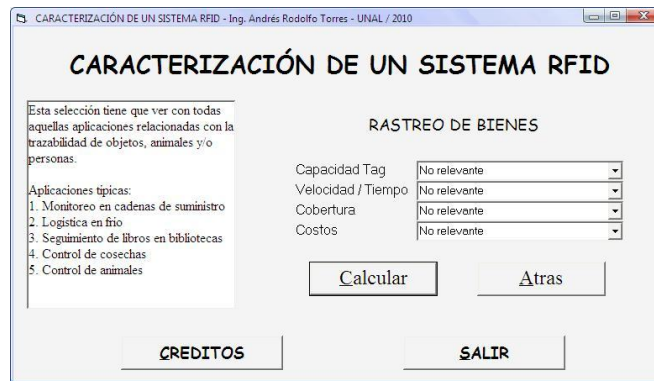 CARACTERIZACIÓN DE UN SISTEMA RFID - Ing. Andrés Rodolfo Torres - UNAL / 2010
CARACTERIZACIÓN DE UN SISTEMA RFID
Esta selección tiene que ver con todas
aquellas aplicaciones relacionadas con la
trazabilidad de objetos, animales y/o
personas.
Aplicaciones típicas:
1. Monitoreo en cadenas de suministro
2. Logistica en frio
3. Seguimiento de libros en bibliotecas
4. Control de cosechas
5. Control de animales
RASTREO DE BIENES
Capacidad Tag No relevante
Velocidad / Tiempo No relevante
Cobertura No relevante
Costos No relevante
Calcular Atras
CREDITOS SALIR